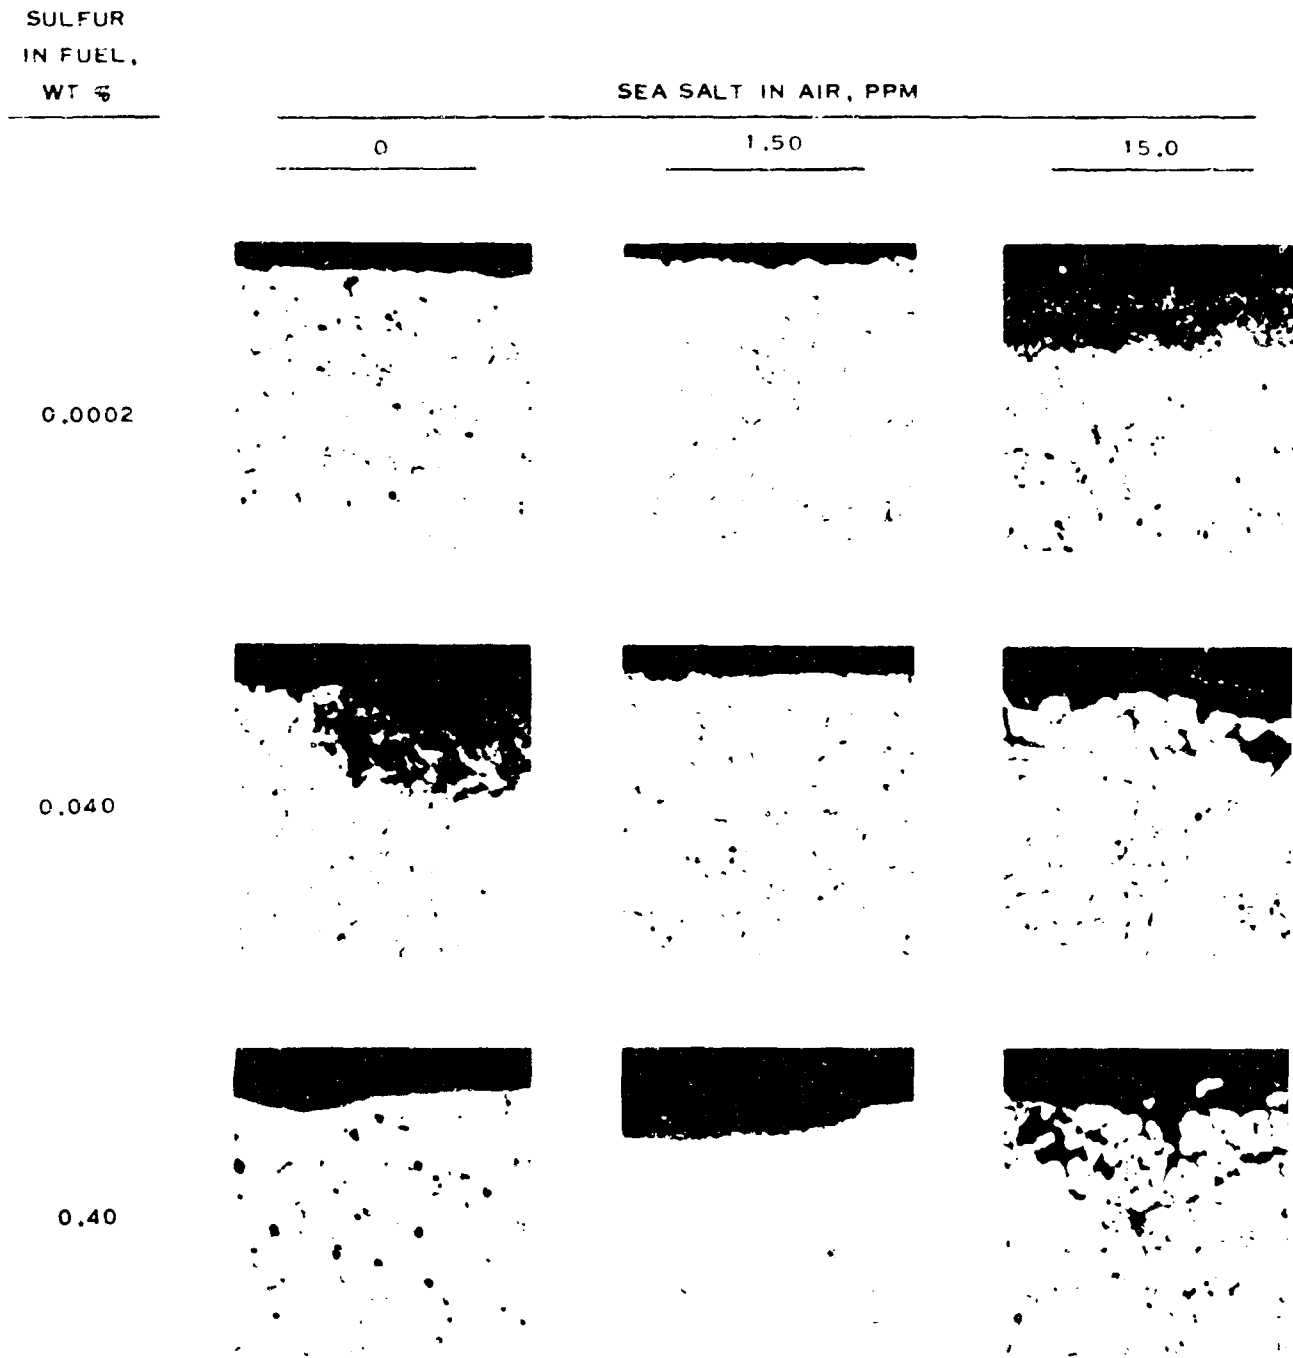 SULFUR
IN FUEL,
WT %
SEA SALT IN AIR, PPM
0
1.50
15.0
0.0002
0.040
0.40